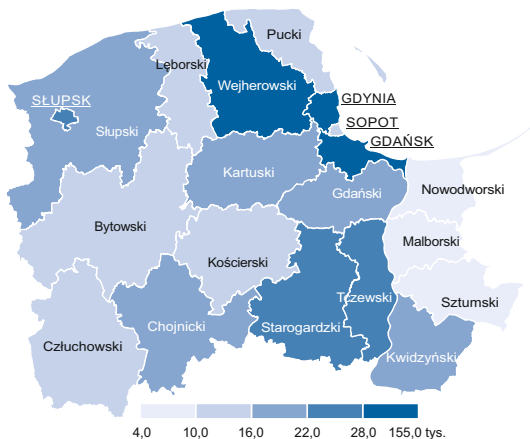 Pucki
Lęborski
Wejherowski
SŁUPSK
GDYNIA
SOPOT
Słupski
GDAŃSK
Kartuski
Gdański
Nowodworski
Bytowski
Malborski
Kościerski
Tczewski
Sztumski
Chojnicki
Starogardzki
Człuchowski
Kwidzyński
4,0 10,0 16,0 22,0 28,0 155,0 tys.